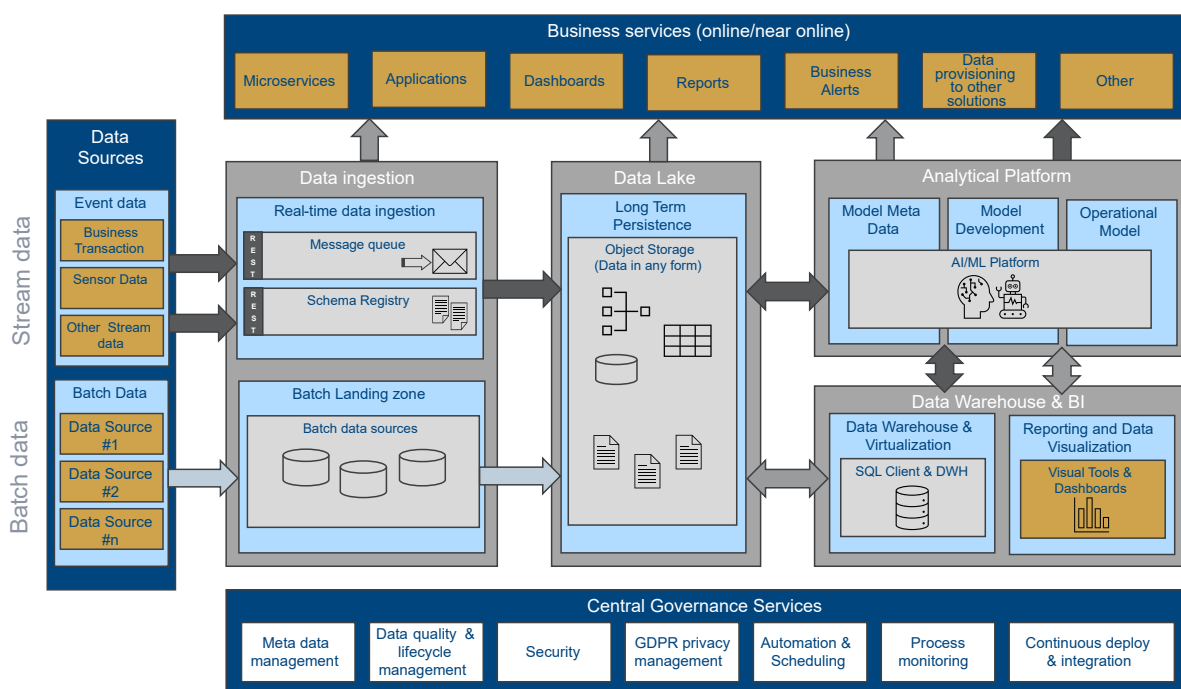 Business services (online/near online)
Microservices
Applications
Dashboards
Reports
Business
Alerts
Data
provisioning
to other
solutions
Other
Stream data
Batch data
Data
Sources
Event data
Business
Transaction
Sensor Data
Other Stream
data
Batch Data
Data Source
#1
Data Source
#2
Data Source
#n
Data ingestion
Real-time data ingestion
REST
Message queue
REST
Schema Registry
Batch Landing zone
Batch data sources
Data Lake
Long Term
Persistence
Object Storage
(Data in any form)
Analytical Platform
Model Meta
Data
Model
Development
Operational
Model
AI/ML Platform
Data Warehouse & BI
Data Warehouse &
Virtualization
SQL Client & DWH
Reporting and Data
Visualization
Visual Tools &
Dashboards
Central Governance Services
Meta data
management
Data quality &
lifecycle
management
Security
GDPR privacy
management
Automation &
Scheduling
Process
monitoring
Continuous deploy
& integration